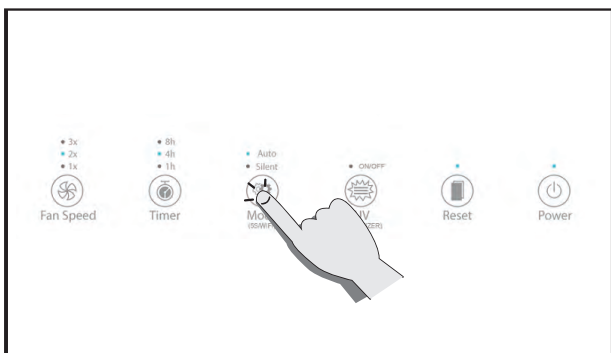 3x
2x
1x
Fan Speed
8h
4h
1h
Timer
Auto
Silent
ON/OFF
Reset
Power